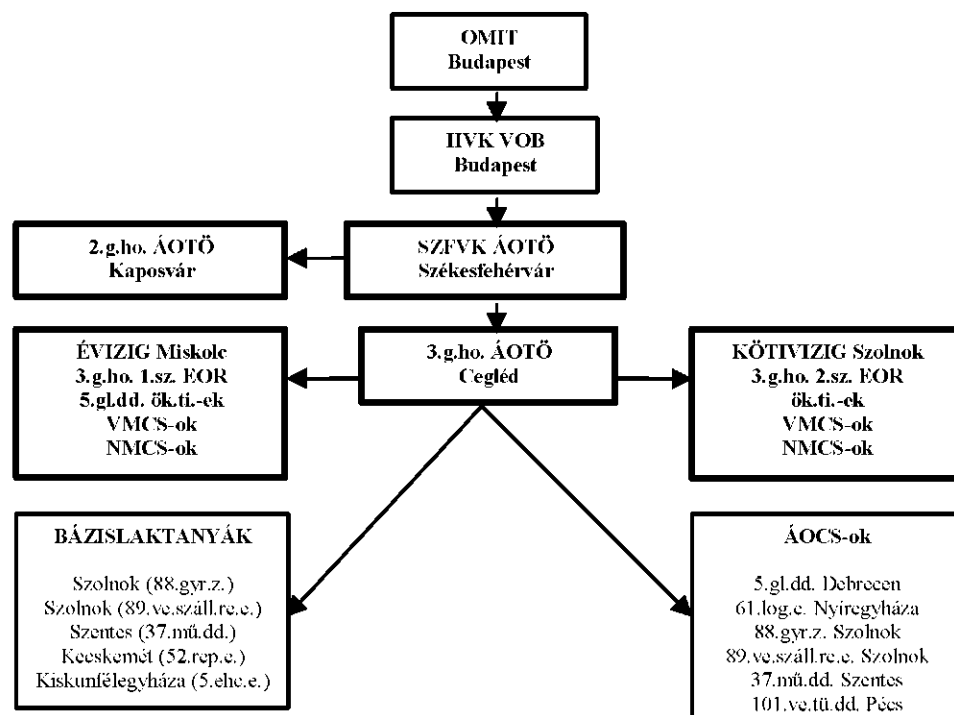 OMIT
Budapest
HVK VOB
Budapest
2.g.ho. ÁOTÖ
Kaposvár
SZFVK ÁOTÖ
Székesfehérvár
ÉVIZIG Miskolc
3.g.ho. 1.sz. EOR
5.gl.dd. ök.ti.-ek
VMCS-ok
NMCS-ok
3.g.ho. ÁOTÖ
Cegléd
KÖTIVIZIG Szolnok
3.g.ho. 2.sz. EOR
ök.ti.-ek
VMCS-ok
NMCS-ok
BÁZISLAKTANYÁK
Szolnok (88.gyr.z.)
Szolnok (89.ve.száll.re.e.)
Szentes (37.mű.dd.)
Kecskemét (52.rep.e.)
Kiskunfélegyháza (5.ehc.e.)
ÁOCS-ok
5.gl.dd. Debrecen
61.log.e. Nyíregyháza
88.gyr.z. Szolnok
89.ve.száll.re.e. Szolnok
37.mű.dd. Szentes
101.ve.tü.dd. Pécs